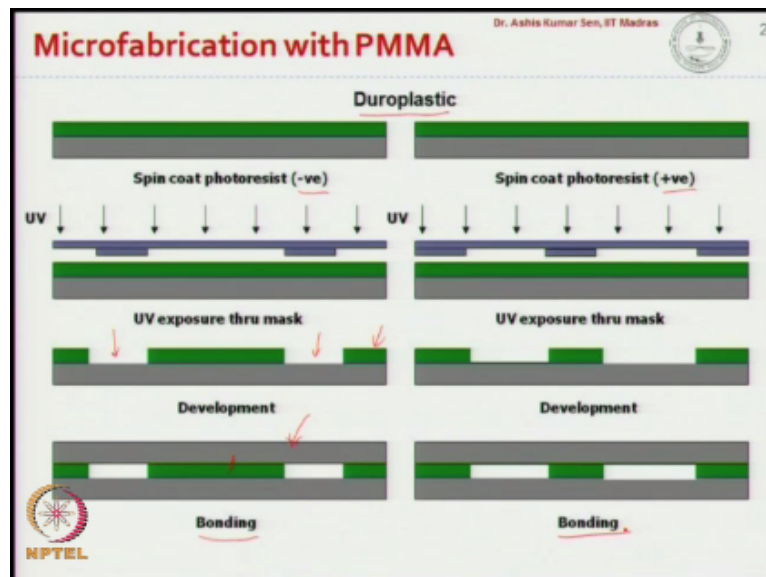 Dr. Ashis Kumar Sen, IIT Madras
2
Microfabrication with PMMA
Duroplastic
Spin coat photoresist (-ve)
Spin coat photoresist (+ve)
UV
UV
UV exposure thru mask
UV exposure thru mask
Development
Development
Bonding
Bonding
NPTEL